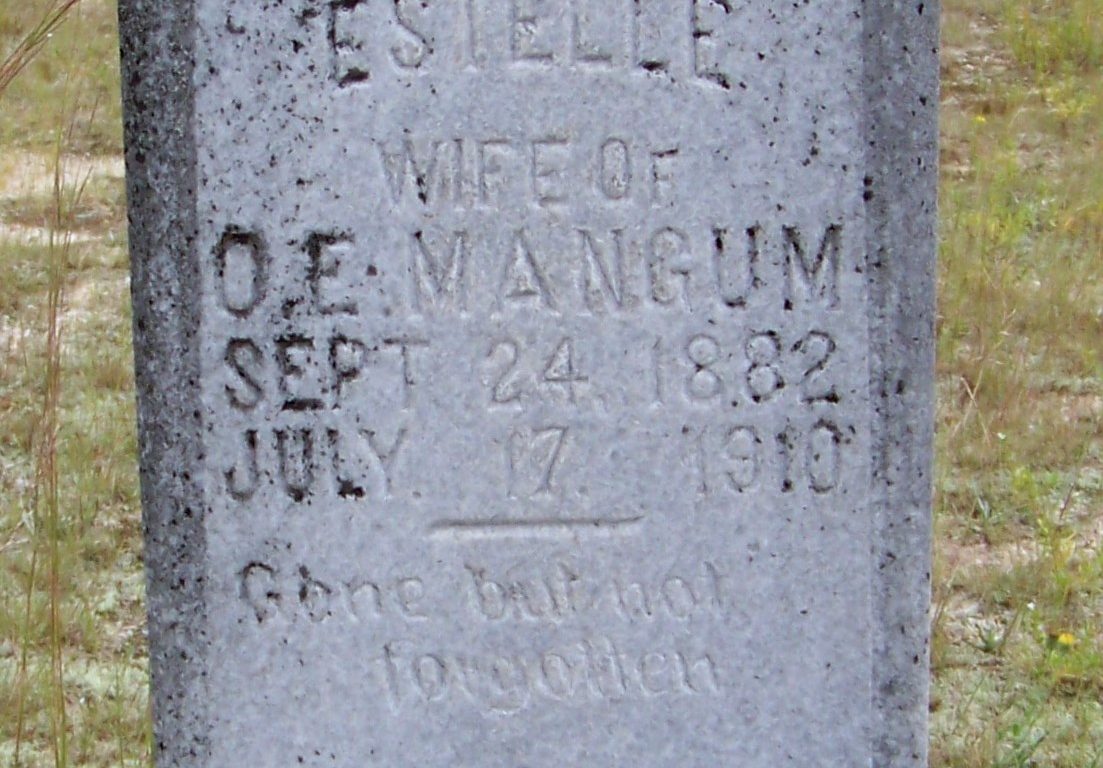 ESTELLE
WIFE OF
O.E. MANGUM
SEPT 24, 1882
JULY. 17. 1910.
Gone but not
forgotten